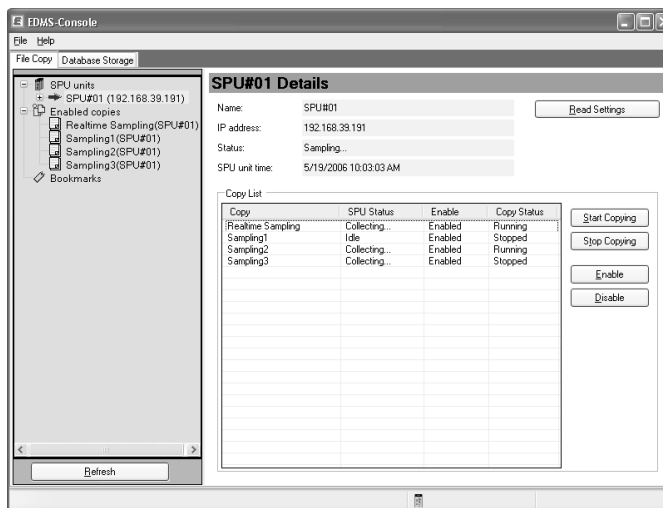 EDMS-Console
File Help
File Copy Database Storage
SPU units
SPU#01 (192.168.39.191)
Enabled copies
Realtime Sampling(SPU#01)
Sampling1(SPU#01)
Sampling2(SPU#01)
Sampling3(SPU#01)
Bookmarks
Refresh
SPU#01 Details
Name: SPU#01
Read Settings
IP address: 192.168.39.191
Status: Sampling...
SPU unit time: 5/19/2006 10:03:03 AM
Copy List
Copy SPU Status Enable Copy Status
Realtime Sampling Collecting... Enabled Running
Sampling1 Idle Enabled Stopped
Sampling2 Collecting... Enabled Running
Sampling3 Collecting... Enabled Stopped
Start Copying
Stop Copying
Enable
Disable